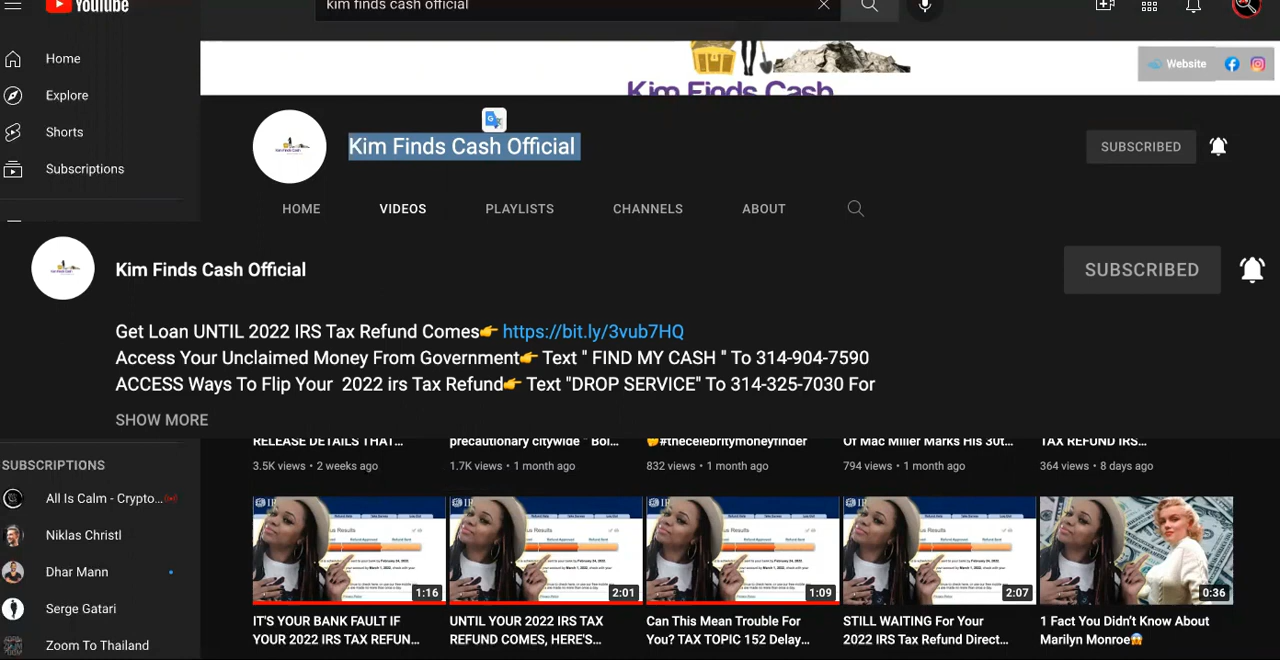 YouTube
kim finds cash official
Home
Explore
Shorts
Subscriptions
Kim Finds Cash
Website
Kim Finds Cash Official
SUBSCRIBED
HOME VIDEOS PLAYLISTS CHANNELS ABOUT
Kim Finds Cash Official
SUBSCRIBED
Get Loan UNTIL 2022 IRS Tax Refund Comes👉 https://bit.ly/3vub7HQ
Access Your Unclaimed Money From Government👉 Text " FIND MY CASH " To 314-904-7590
ACCESS Ways To Flip Your 2022 irs Tax Refund👉 Text "DROP SERVICE" To 314-325-7030 For
SHOW MORE
RELEASE DETAILS THAT...
3.5K views • 2 weeks ago
precautionary citywide " Boi...
1.7K views • 1 month ago
#thecelebritymoneyfinder
832 views • 1 month ago
Of Mac Miller Marks His 30t...
794 views • 1 month ago
TAX REFUND IRS...
364 views • 8 days ago
SUBSCRIPTIONS
All Is Calm - Crypto...
Niklas Christl
Dhar Mann
Serge Gatari
Zoom To Thailand
1:16
IT'S YOUR BANK FAULT IF
YOUR 2022 IRS TAX REFUN...
2:01
UNTIL YOUR 2022 IRS TAX
REFUND COMES, HERE'S...
1:09
Can This Mean Trouble For
You? TAX TOPIC 152 Delay...
2:07
STILL WAITING For Your
2022 IRS Tax Refund Direct...
0:36
1 Fact You Didn't Know About
Marilyn Monroe😱